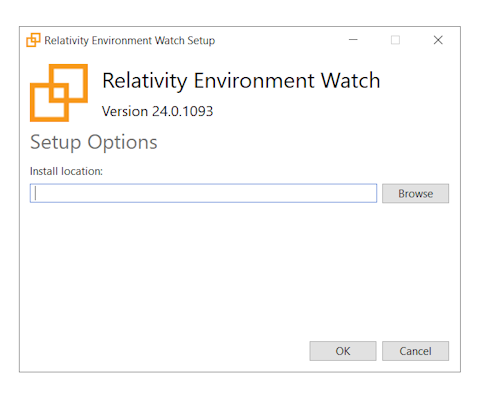 Relativity Environment Watch Setup
Relativity Environment Watch
Version 24.0.1093
Setup Options
Install location:
Browse
OK Cancel